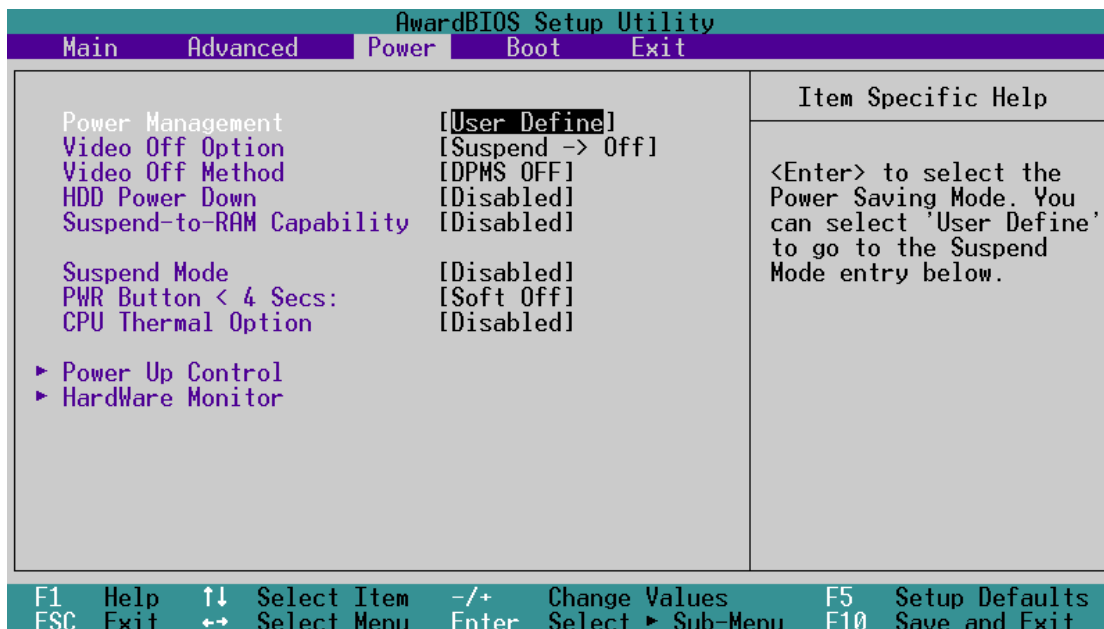 AwardBIOS Setup Utility
Main Advanced Power Boot Exit
Power Management [User Define]
Video Off Option [Suspend -> Off]
Video Off Method [DPMS OFF]
HDD Power Down [Disabled]
Suspend-to-RAM Capability [Disabled]
Suspend Mode [Disabled]
PWR Button < 4 Secs: [Soft Off]
CPU Thermal Option [Disabled]
► Power Up Control
► HardWare Monitor
Item Specific Help
<Enter> to select the
Power Saving Mode. You
can select 'User Define'
to go to the Suspend
Mode entry below.
F1 Help ↑↓ Select Item -/+ Change Values F5 Setup Defaults
ESC Exit ←→ Select Menu Enter Select ► Sub-Menu F10 Save and Exit